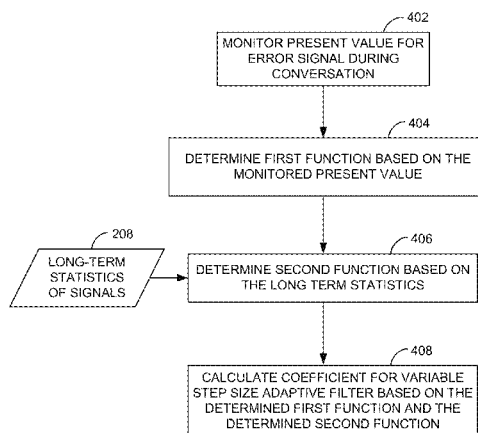 402
MONITOR PRESENT VALUE FOR
ERROR SIGNAL DURING
CONVERSATION
404
DETERMINE FIRST FUNCTION BASED ON THE
MONITORED PRESENT VALUE
208
LONG-TERM
STATISTICS
OF SIGNALS
406
DETERMINE SECOND FUNCTION BASED ON
THE LONG TERM STATISTICS
408
CALCULATE COEFFICIENT FOR VARIABLE
STEP SIZE ADAPTIVE FILTER BASED ON THE
DETERMINED FIRST FUNCTION AND THE
DETERMINED SECOND FUNCTION